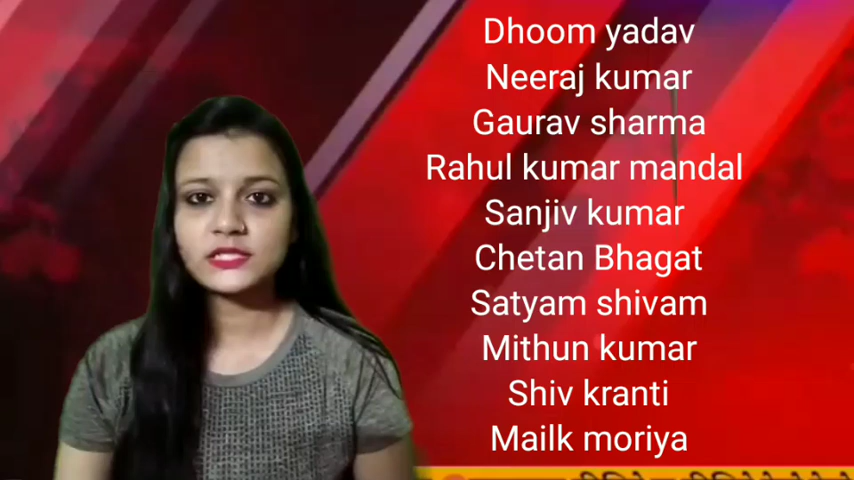 Dhoom yadav
Neeraj kumar
Gaurav sharma
Rahul kumar mandal
Sanjiv kumar
Chetan Bhagat
Satyam shivam
Mithun kumar
Shiv kranti
Mailk moriya